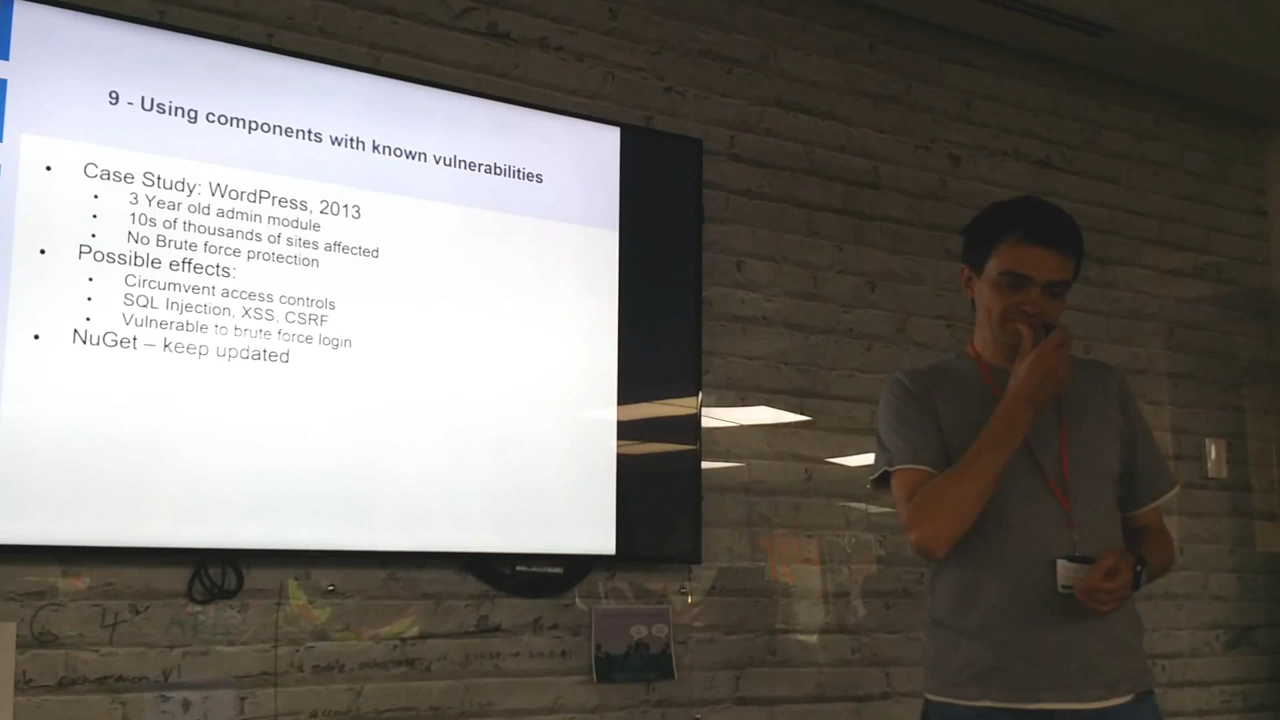 9 - Using components with known vulnerabilities
Case Study: WordPress, 2013
3 Year old admin module
10s of thousands of sites affected
No Brute force protection
Possible effects:
Circumvent access controls
SQL Injection, XSS, CSRF
Vulnerable to brute force login
NuGet – keep updated
6 4